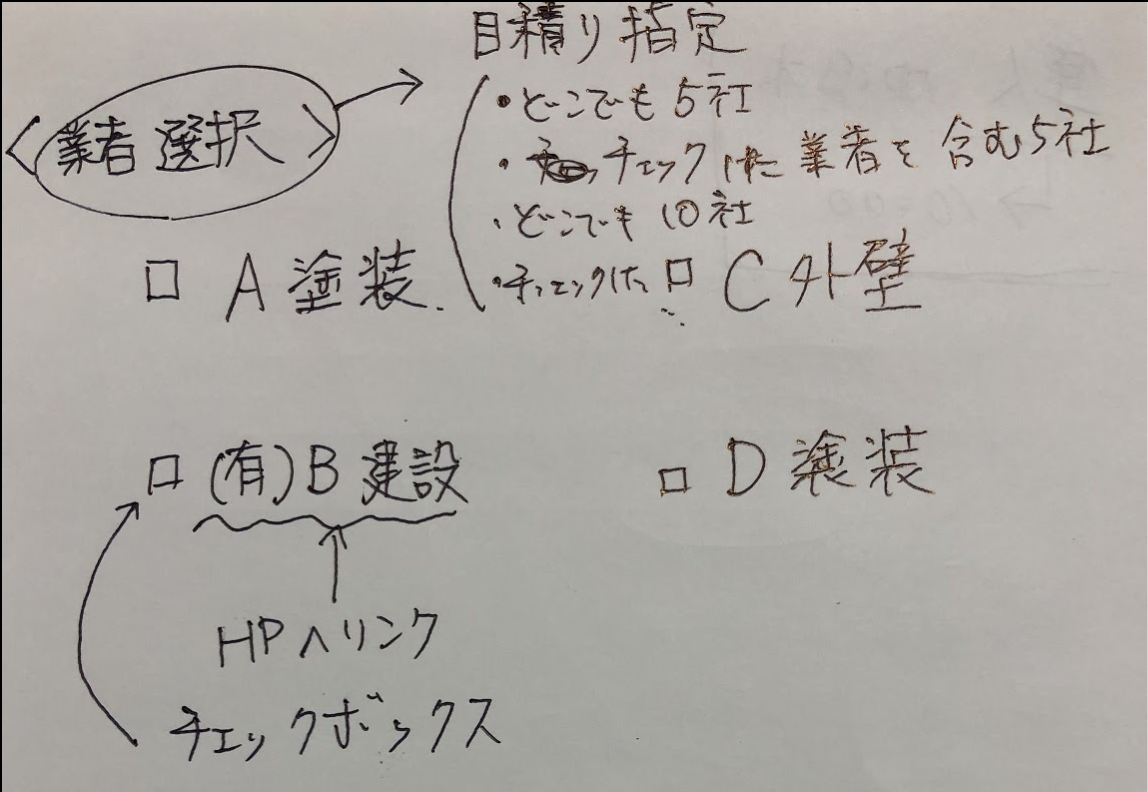 目積り指定
<業者選択>
・どこでも5社
・チェックした業者を含む5社
・どこでも10社
・チェックした
□ A塗装
□ C外壁
□ (有)B建設
□ D塗装
HPへリンク
チェックボックス